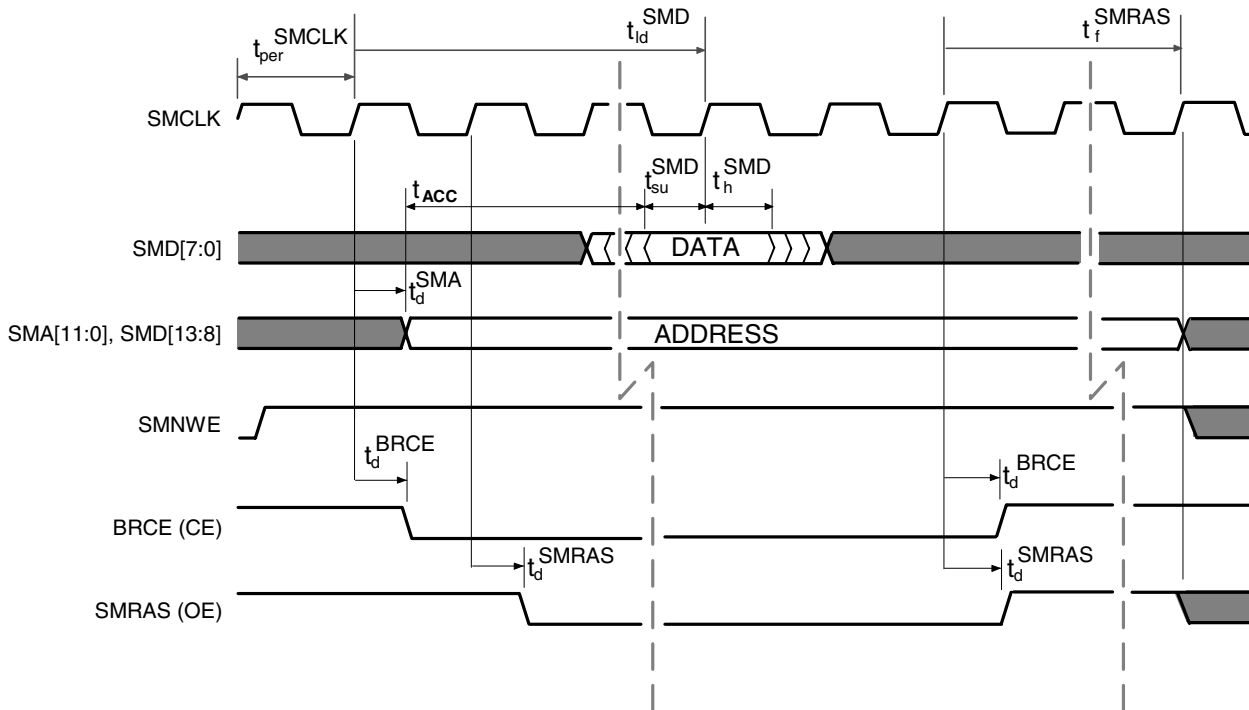 t_per^SMCLK
t_ld^SMD
t_f^SMRAS
SMCLK
t_ACC
t_su^SMD
t_h^SMD
SMD[7:0]
DATA
t_d^SMA
SMA[11:0], SMD[13:8]
ADDRESS
SMNWE
t_d^BRCE
t_d^BRCE
BRCE (CE)
t_d^SMRAS
t_d^SMRAS
SMRAS (OE)